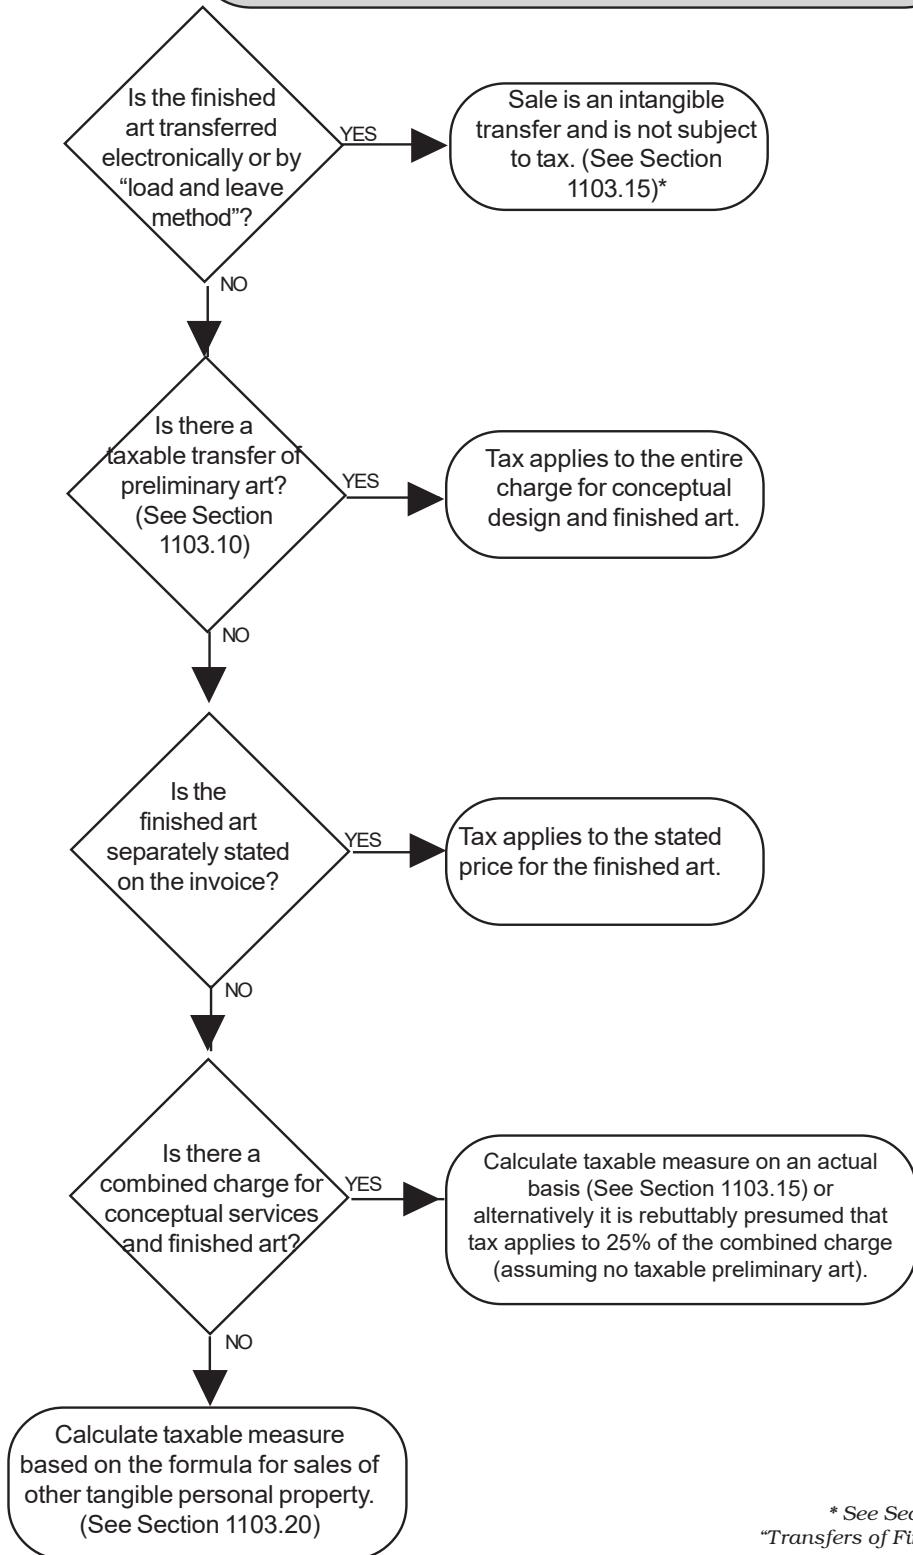 Is the finished
art transferred
electronically or by
“load and leave
method”?
YES
Sale is an intangible
transfer and is not subject
to tax. (See Section
1103.15)*
NO
Is there a
taxable transfer of
preliminary art?
(See Section
1103.10)
YES
Tax applies to the entire
charge for conceptual
design and finished art.
NO
Is the
finished art
separately stated
on the invoice?
YES
Tax applies to the stated
price for the finished art.
NO
Is there a
combined charge for
conceptual services
and finished art?
YES
Calculate taxable measure on an actual
basis (See Section 1103.15) or
alternatively it is rebuttably presumed that
tax applies to 25% of the combined charge
(assuming no taxable preliminary art).
NO
Calculate taxable measure
based on the formula for sales of
other tangible personal property.
(See Section 1103.20)
* See Sec
“Transfers of Fi